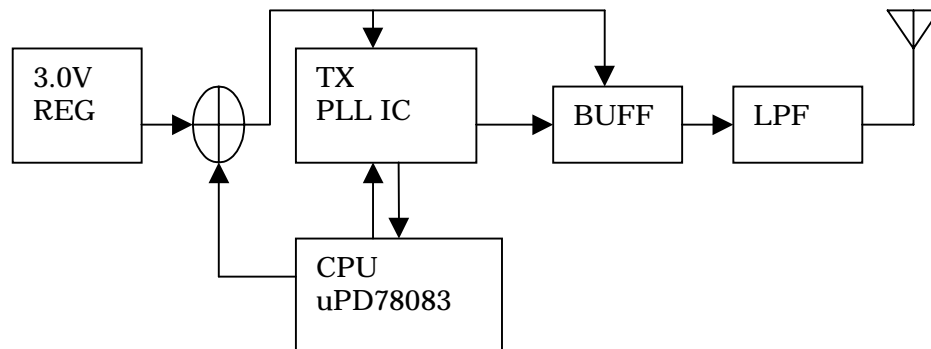 3.0V
REG
TX
PLL IC
BUFF
LPF
CPU
uPD78083